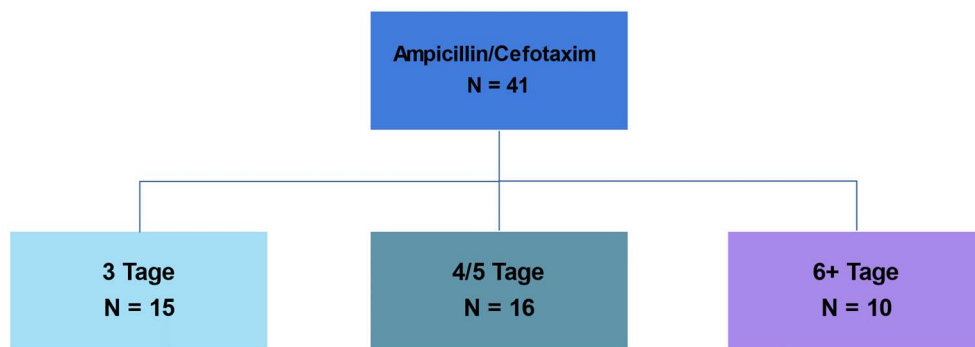 Ampicillin/Cefotaxim
N = 41
3 Tage
N = 15
4/5 Tage
N = 16
6+ Tage
N = 10